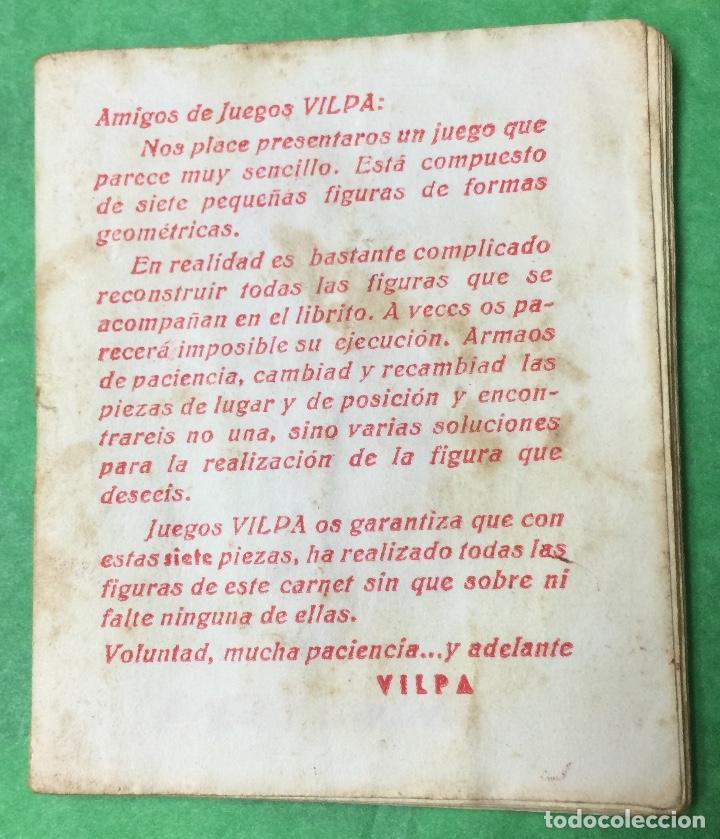 Amigos de Juegos VILPA:
Nos place presentaros un juego que
parece muy sencillo. Está compuesto
de siete pequeñas figuras de formas
geométricas.
En realidad es bastante complicado
reconstruir todas las figuras que se
acompañan en el librito. A veces os pa-
recerá imposible su ejecución. Armaos
de paciencia, cambiad y recambiad las
piezas de lugar y de posición y encon-
trareis no una, sino varias soluciones
para la realización de la figura que
deseeis.
Juegos VILPA os garantiza que con
estas siete piezas, ha realizado todas las
figuras de este carnet sin que sobre ni
falte ninguna de ellas.
Voluntad, mucha paciencia...y adelante
VILPA
todocoleccion